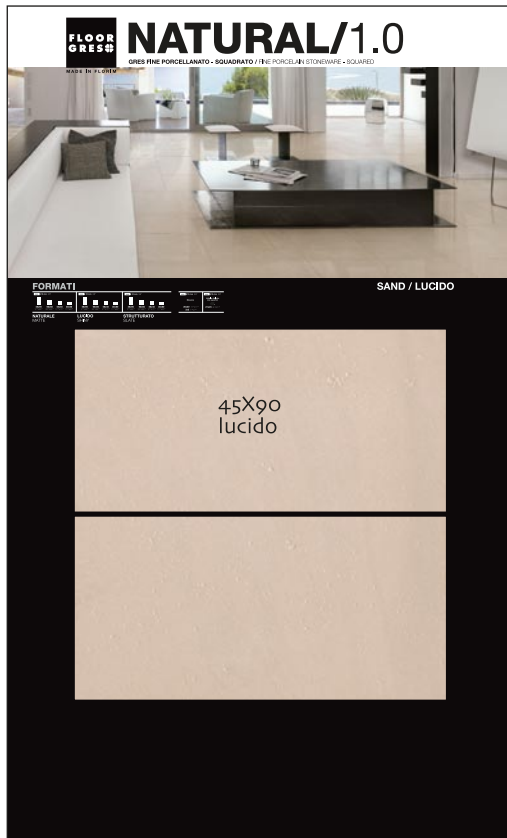 FLOOR
GRES
MADE IN FLORIM
NATURAL/1.0
GRES FINE PORCELLANATO - SQUADRATO / FINE PORCELAIN STONEWARE - SQUARED
FORMATI
SAND / LUCIDO
NATURALE
MATTE
LUCIDO
SHINY
STRUTTURATO
SLATE
45X90
lucido